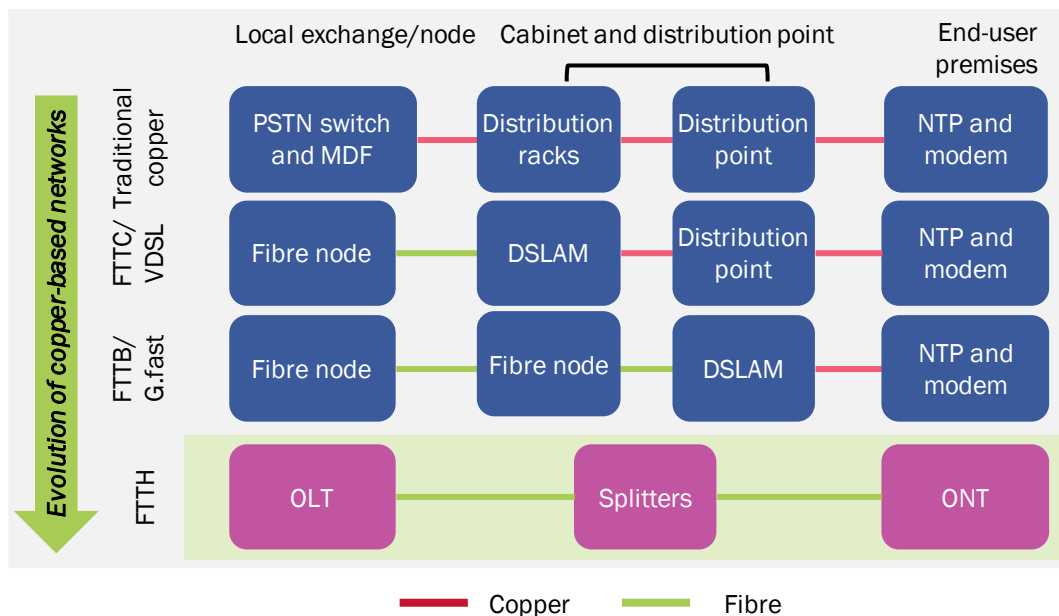 Local exchange/node
Cabinet and distribution point
End-user
premises
Evolution of copper-based networks
Traditional
copper
PSTN switch
and MDF
Distribution
racks
Distribution
point
NTP and
modem
FTTC/
VDSL
Fibre node
DSLAM
Distribution
point
NTP and
modem
FTTB/
G.fast
Fibre node
Fibre node
DSLAM
NTP and
modem
FTTH
OLT
Splitters
ONT
Copper
Fibre